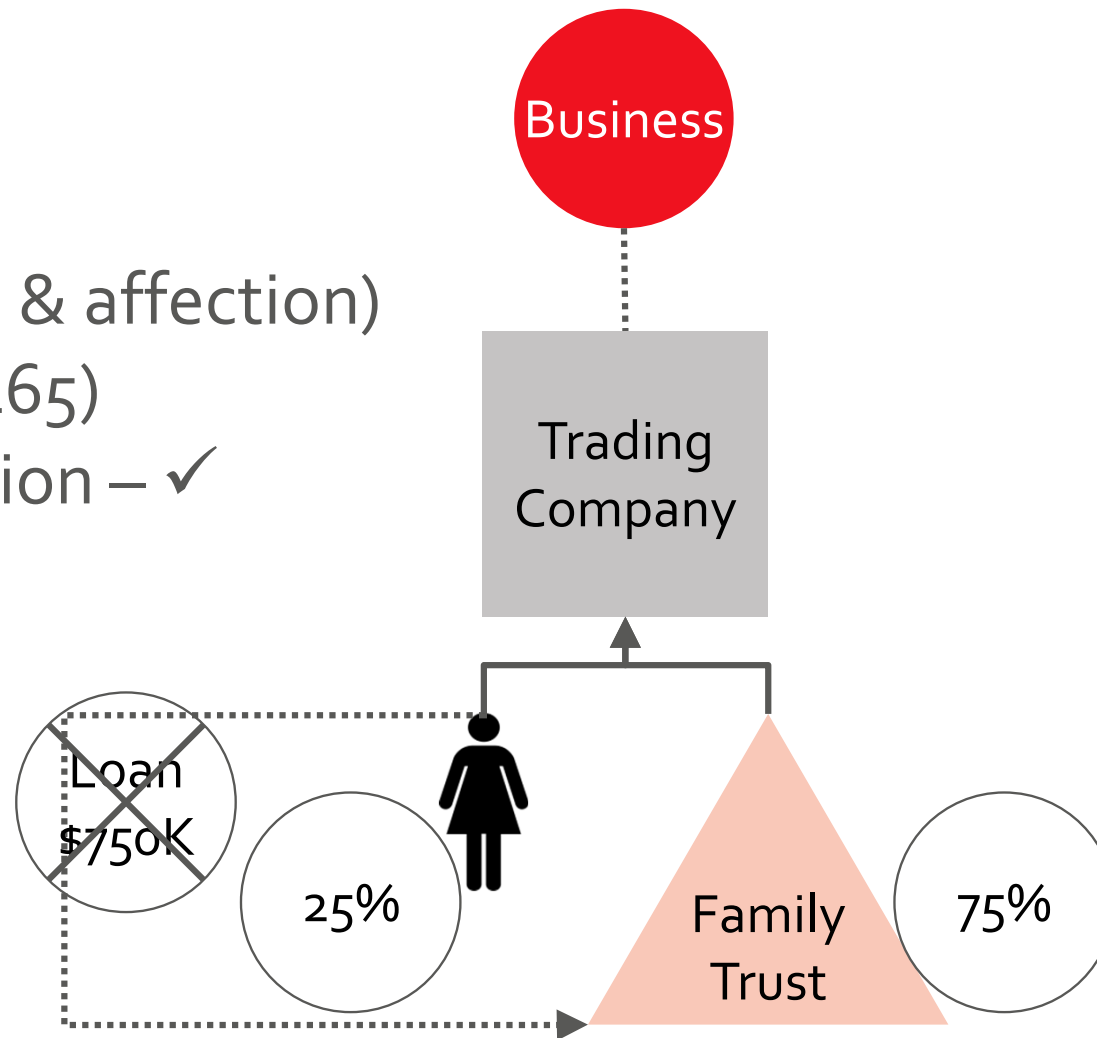 Business
& affection)
65)
ion – ✓
Trading
Company
Loan
$750K
25%
Family
Trust
75%